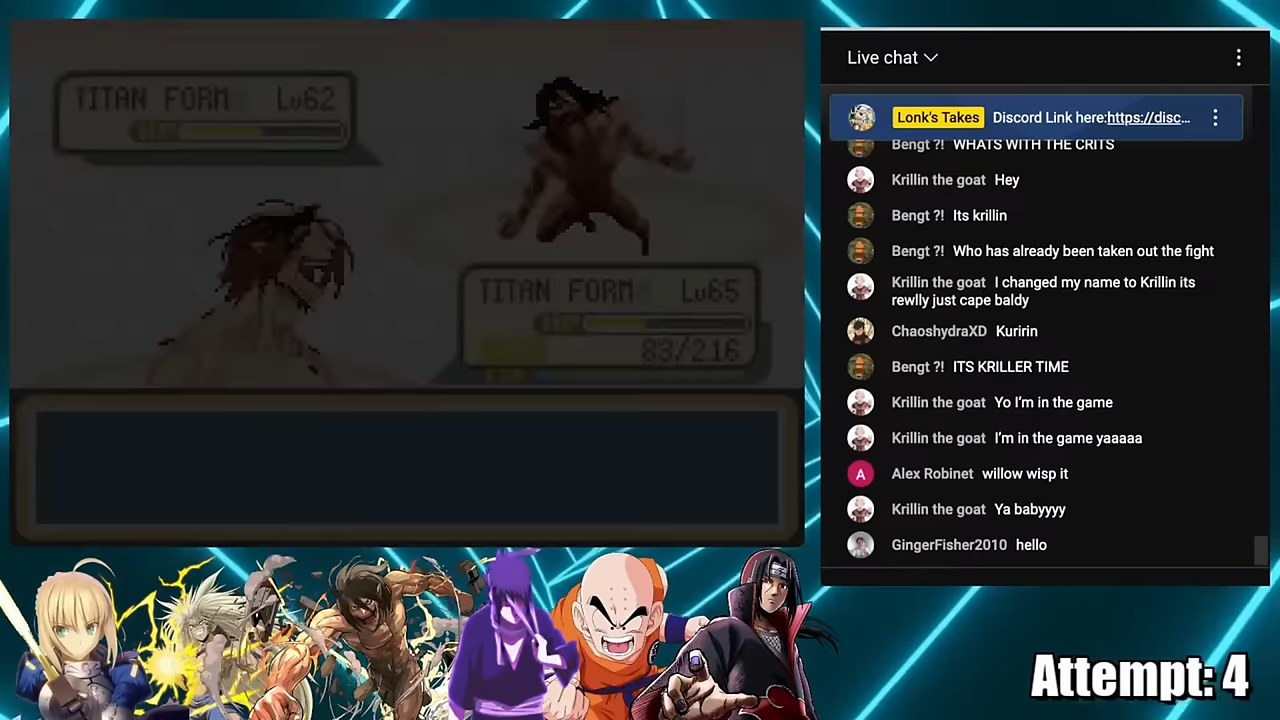 TITAN FORM Lv62
TITAN FORM Lv65
83/216
Live chat
Lonk's Takes Discord Link here:https://disc...
Bengt ?! WHATS WITH THE CRITS
Krillin the goat Hey
Bengt ?! Its krillin
Bengt ?! Who has already been taken out the fight
Krillin the goat I changed my name to Krillin its
rewlly just cape baldy
ChaoshydraXD Kuririn
Bengt ?! ITS KRILLER TIME
Krillin the goat Yo I'm in the game
Krillin the goat I'm in the game yaaaaa
A
Alex Robinet willow wisp it
Krillin the goat Ya babyyyy
GingerFisher2010 hello
Attempt: 4